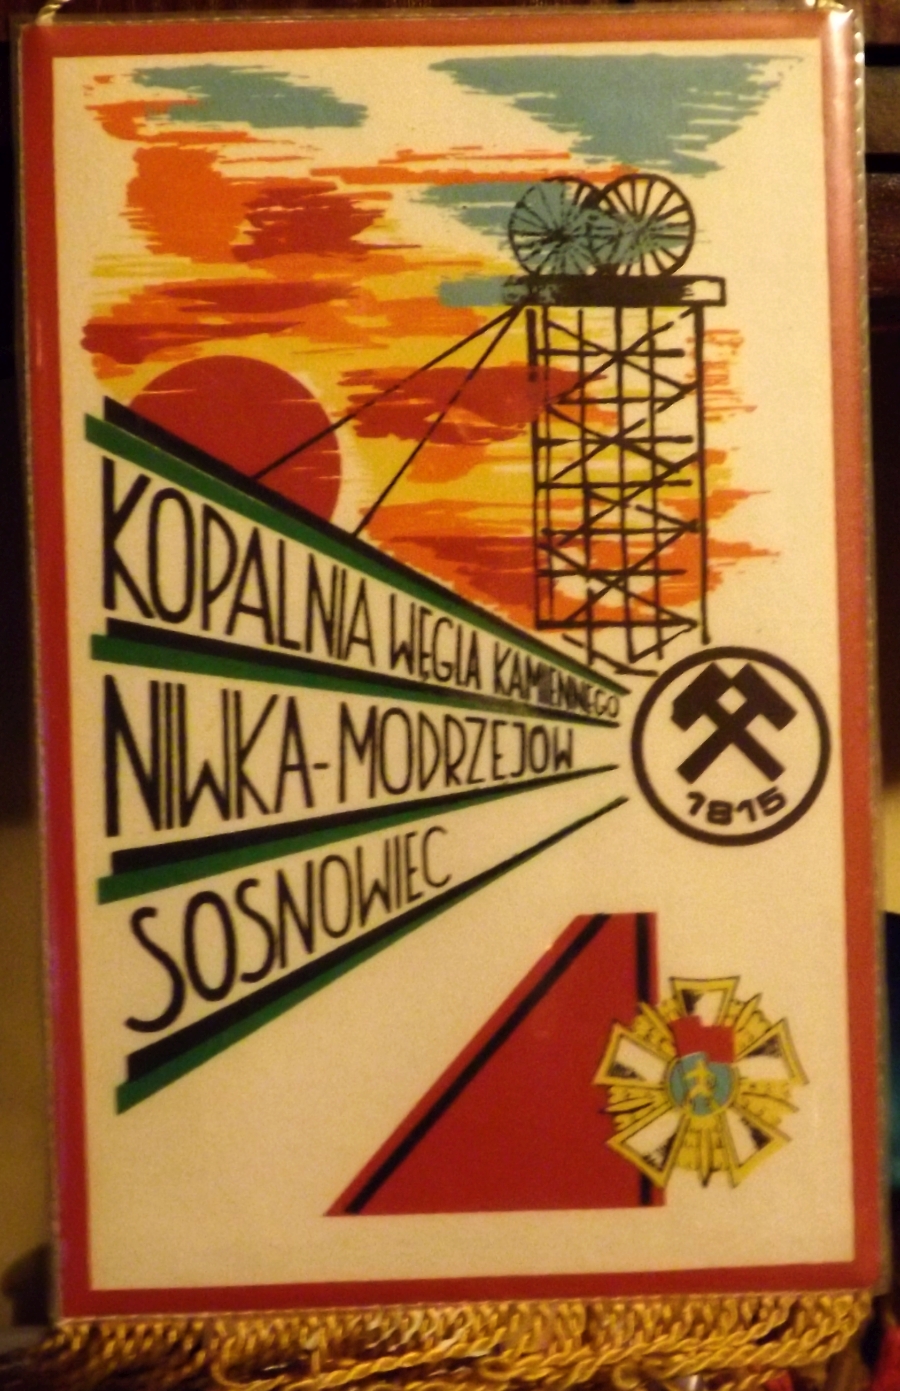 KOPALNIA WĘGLA KAMIENNEGO
NIWKA-MODRZEJÓW
SOSNOWIEC
1815